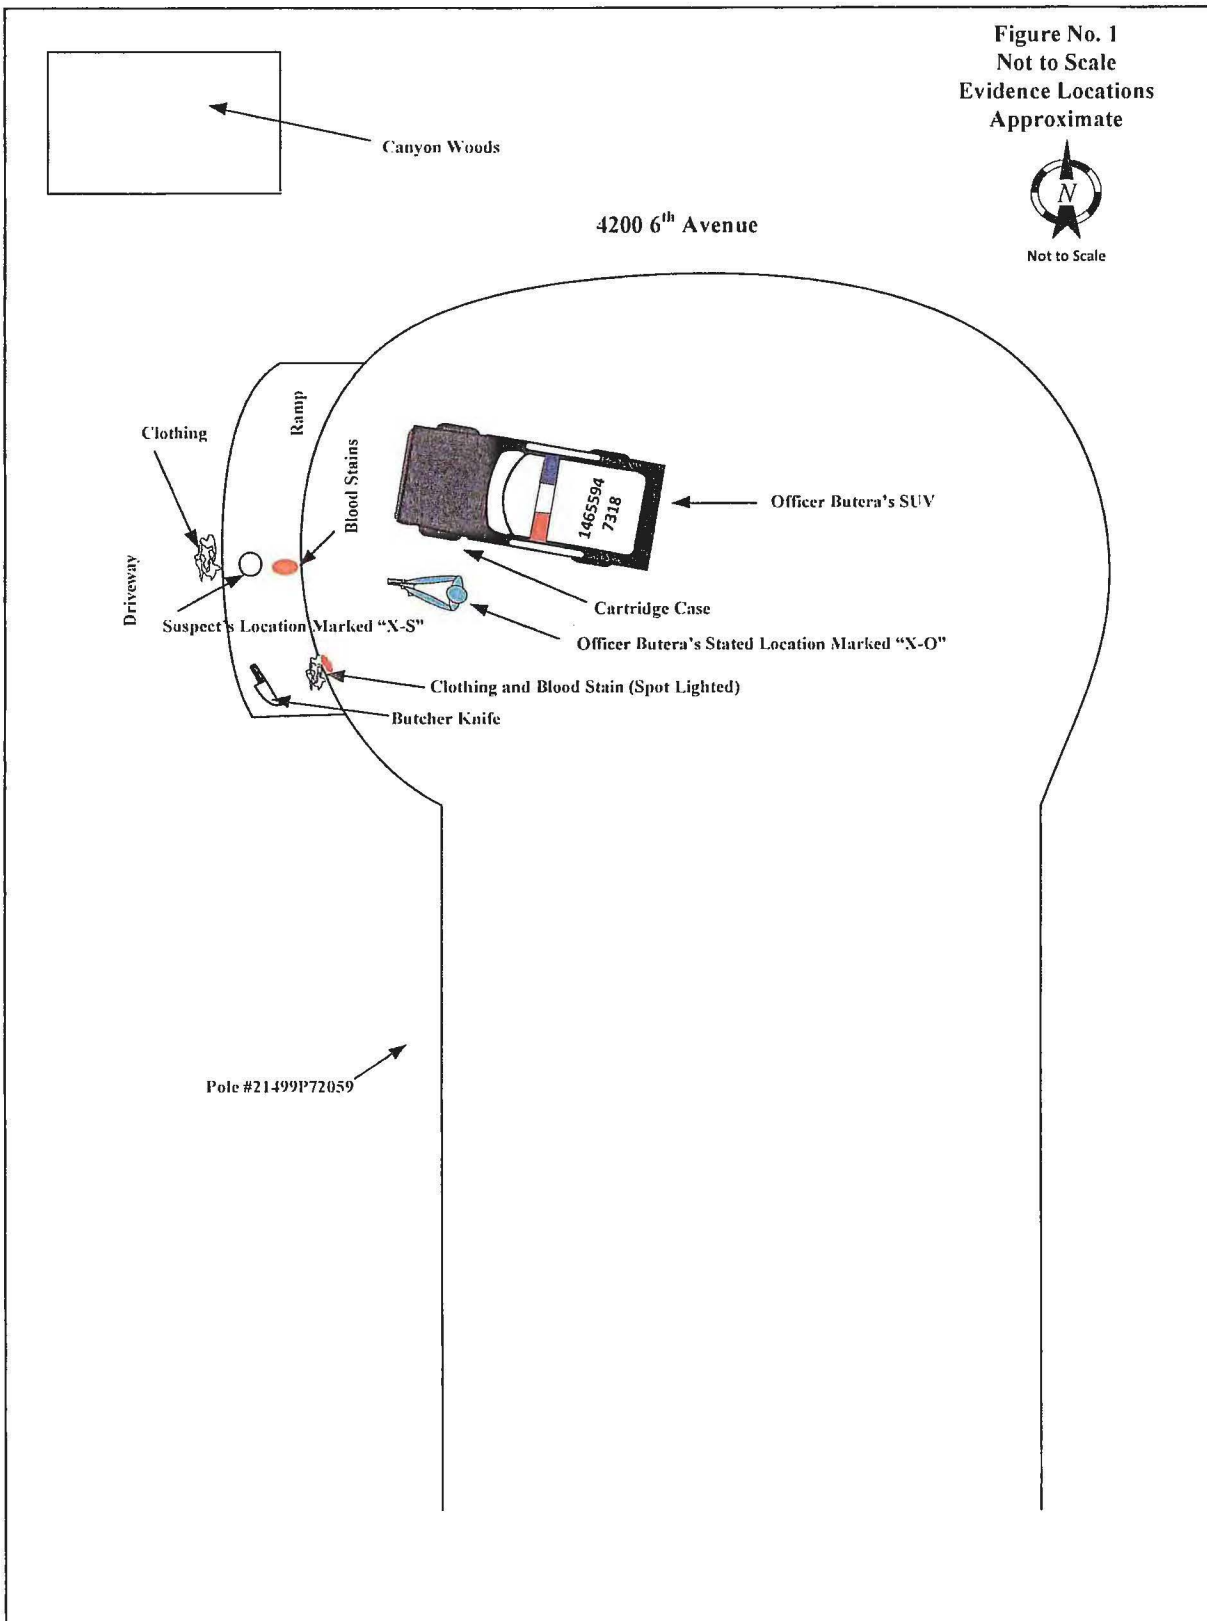 Figure No. 1
Not to Scale
Evidence Locations
Approximate
Canyon Woods
N
4200 6th Avenue
Not to Scale
Ramp
Clothing
Blood Stains
1465594
7318
Officer Butera's SUV
Driveway
Cartridge Case
Suspect's Location Marked "X-S"
Officer Butera's Stated Location Marked "X-O"
Clothing and Blood Stain (Spot Lighted)
Butcher Knife
Pole #21499P72059